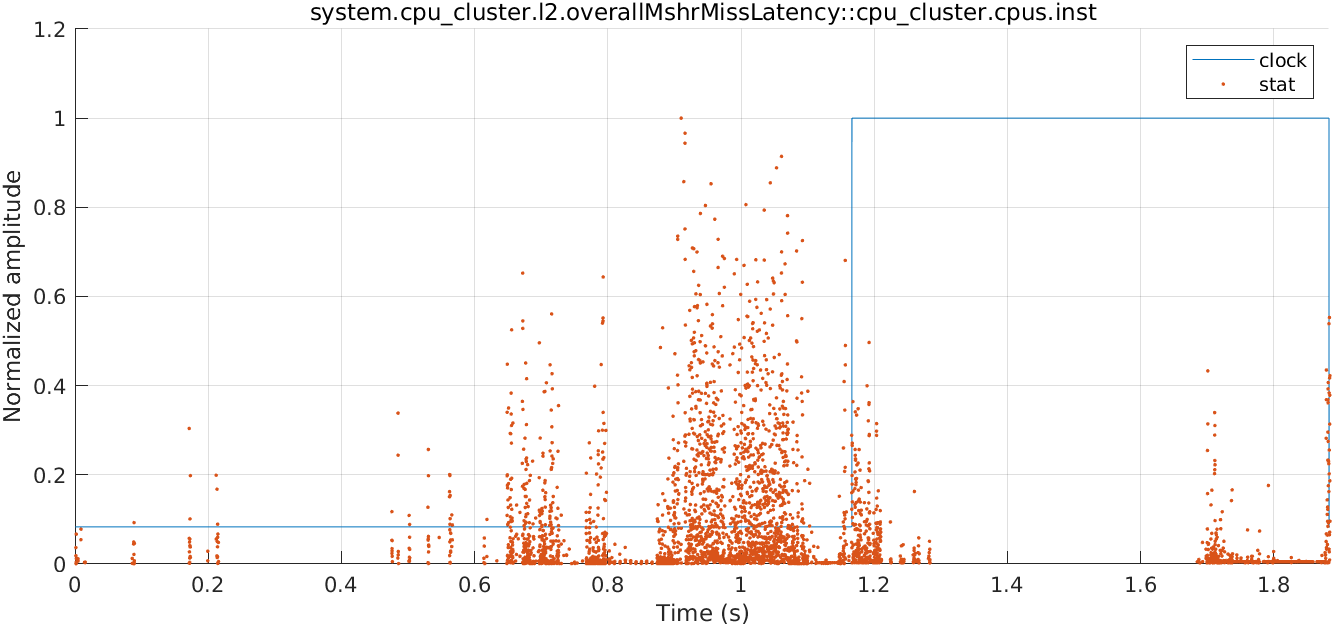 system.cpu_cluster.l2.overallMshrMissLatency::cpu_cluster.cpus.inst
1.2
1
0.8
0.6
0.4
0.2
0
Normalized amplitude
clock
stat
0 0.2 0.4 0.6 0.8 1 1.2 1.4 1.6 1.8
Time (s)